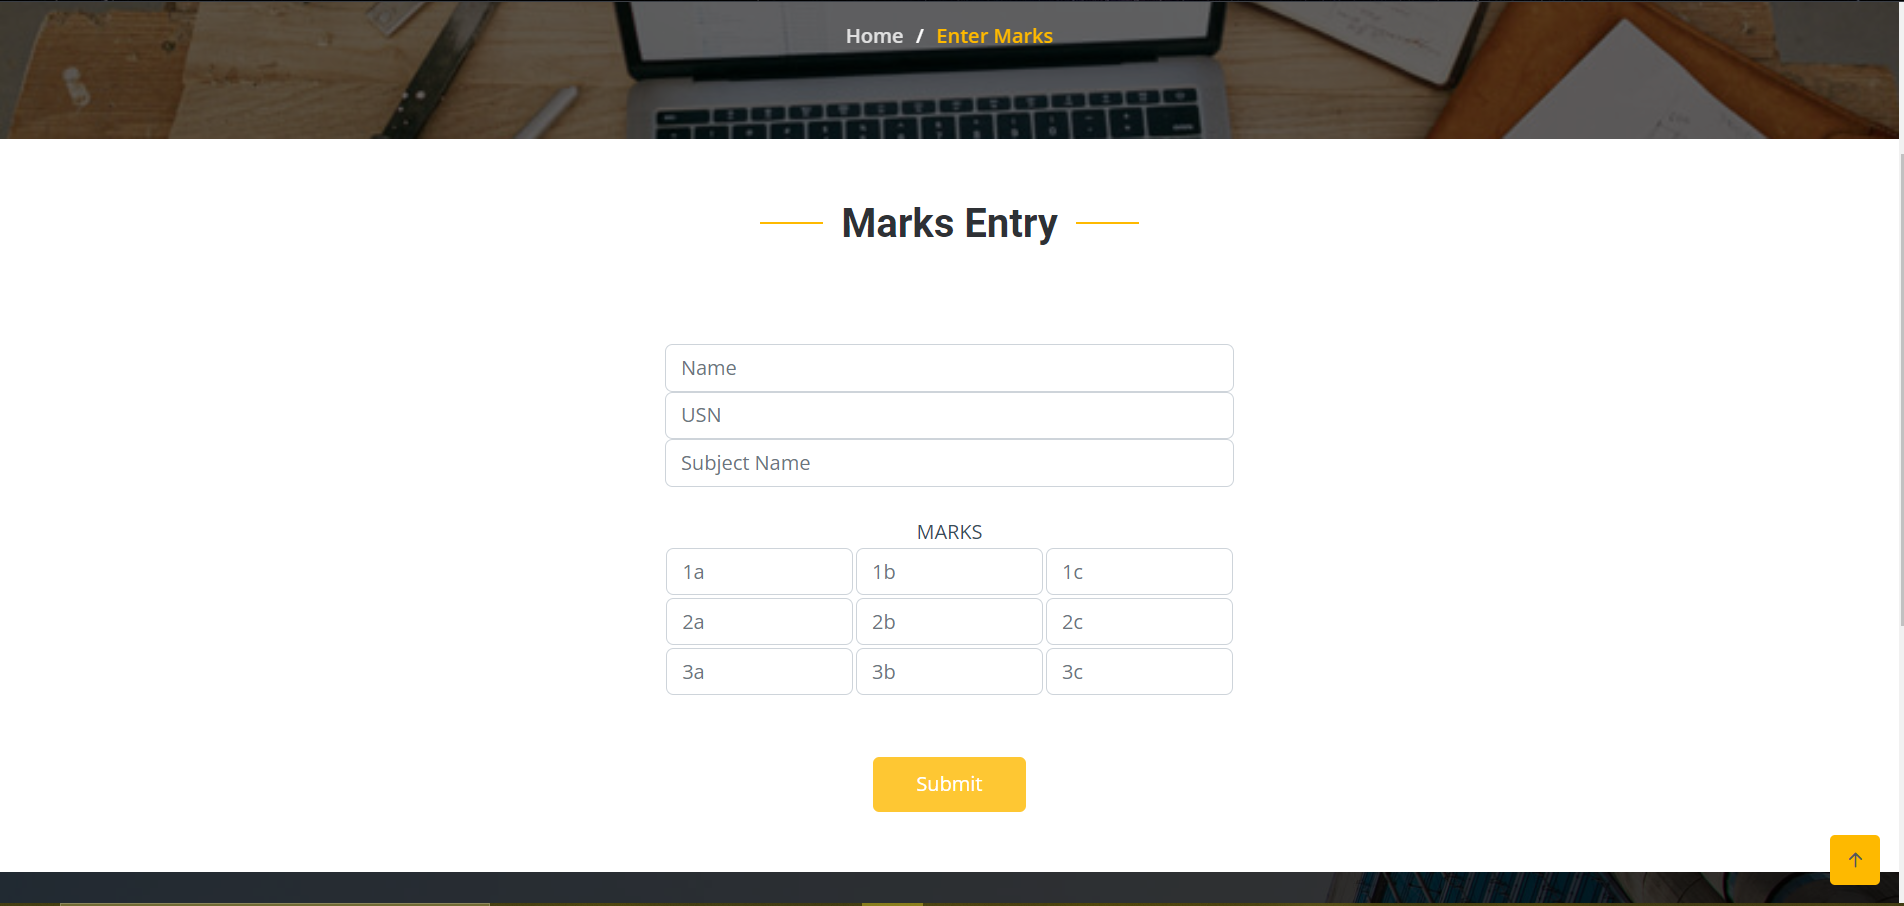 Home / Enter Marks
Marks Entry
Name
USN
Subject Name
MARKS
1a 1b 1c
2a 2b 2c
3a 3b 3c
Submit